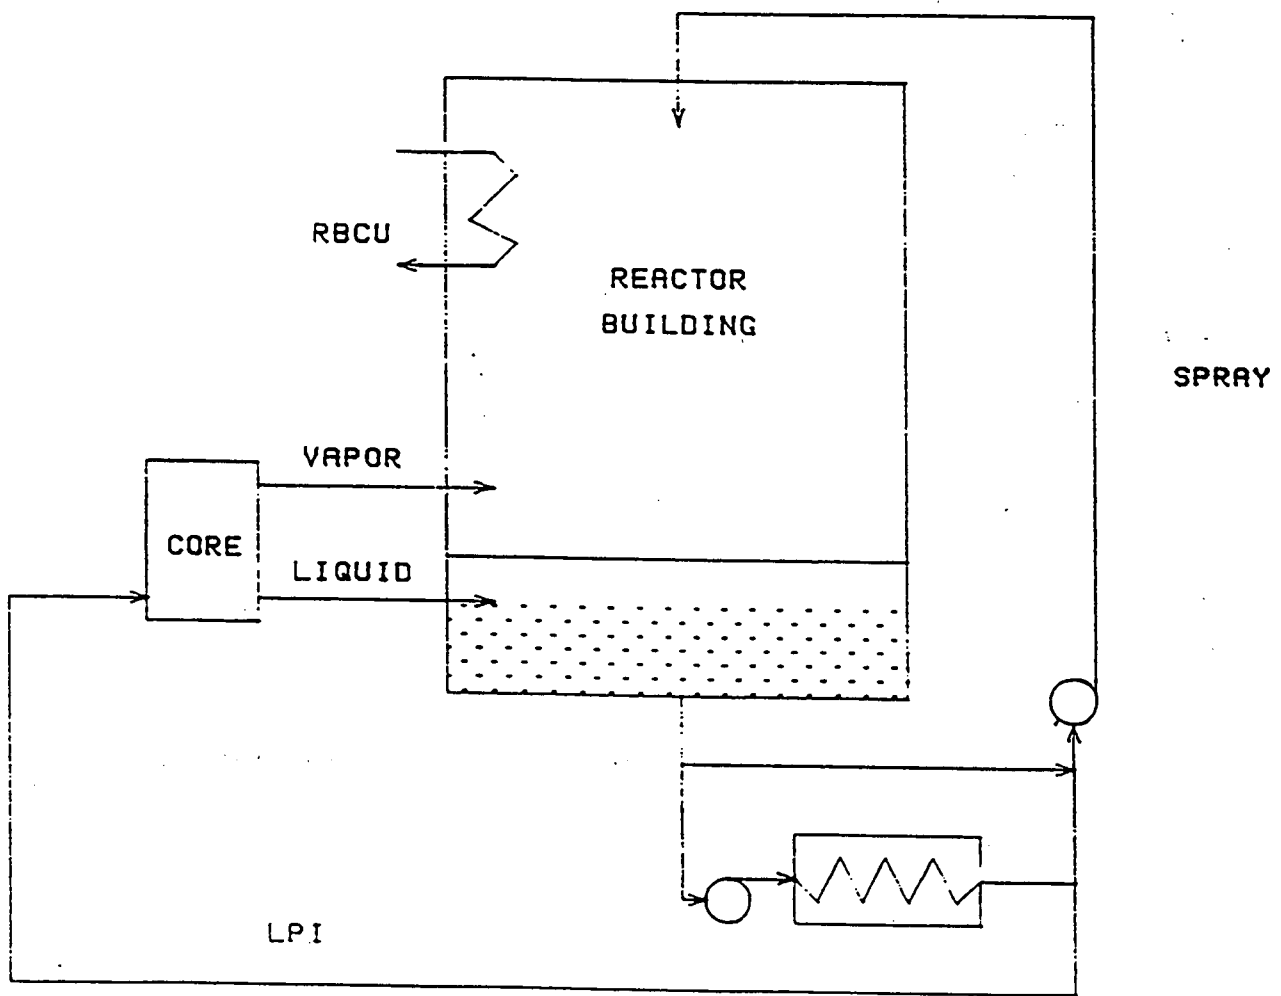 RBCU
REACTOR
BUILDING
SPRAY
VAPOR
CORE
LIQUID
LPI